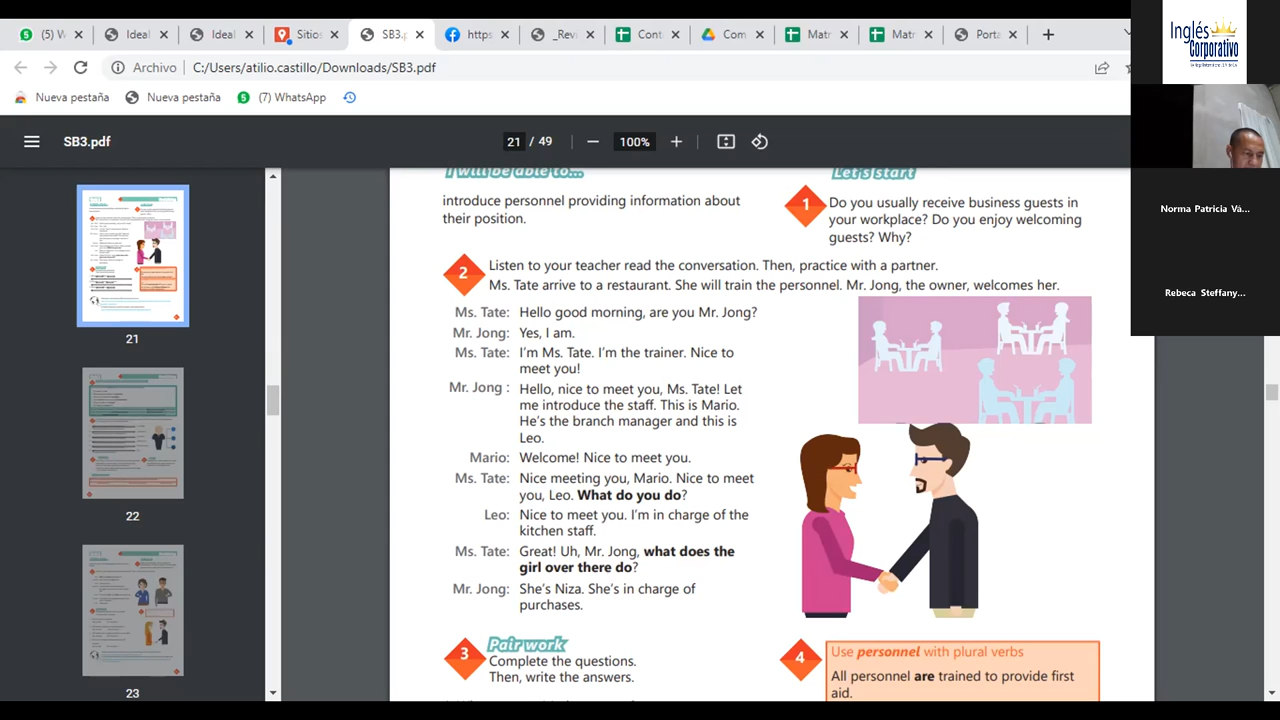 (5) W
Ideal
Ideal
Sitios
SB3.p
https
_Rev
Cont
Com
Matr
Matr
Porta
Archivo C:/Users/atilio.castillo/Downloads/SB3.pdf
Nueva pestaña
Nueva pestaña
(7) WhatsApp
SB3.pdf
21 / 49
100%
Inglés
Corporativo
Norma Patricia Vá...
Rebeca Steffany...
21
22
23
I will be able to...
introduce personnel providing information about
their position.
Let's start
1
Do you usually receive business guests in
your workplace? Do you enjoy welcoming
guests? Why?
2
Listen to your teacher read the conversation. Then practice with a partner.
Ms. Tate arrive to a restaurant. She will train the personnel. Mr. Jong, the owner, welcomes her.
Ms. Tate: Hello good morning, are you Mr. Jong?
Mr. Jong: Yes, I am.
Ms. Tate: I'm Ms. Tate. I'm the trainer. Nice to
meet you!
Mr. Jong : Hello, nice to meet you, Ms. Tate! Let
me introduce the staff. This is Mario.
He's the branch manager and this is
Leo.
Mario: Welcome! Nice to meet you.
Ms. Tate: Nice meeting you, Mario. Nice to meet
you, Leo. What do you do?
Leo: Nice to meet you. I'm in charge of the
kitchen staff.
Ms. Tate: Great! Uh, Mr. Jong, what does the
girl over there do?
Mr. Jong: She's Niza. She's in charge of
purchases.
3
Pair work
Complete the questions.
Then, write the answers.
4
Use personnel with plural verbs
All personnel are trained to provide first
aid.